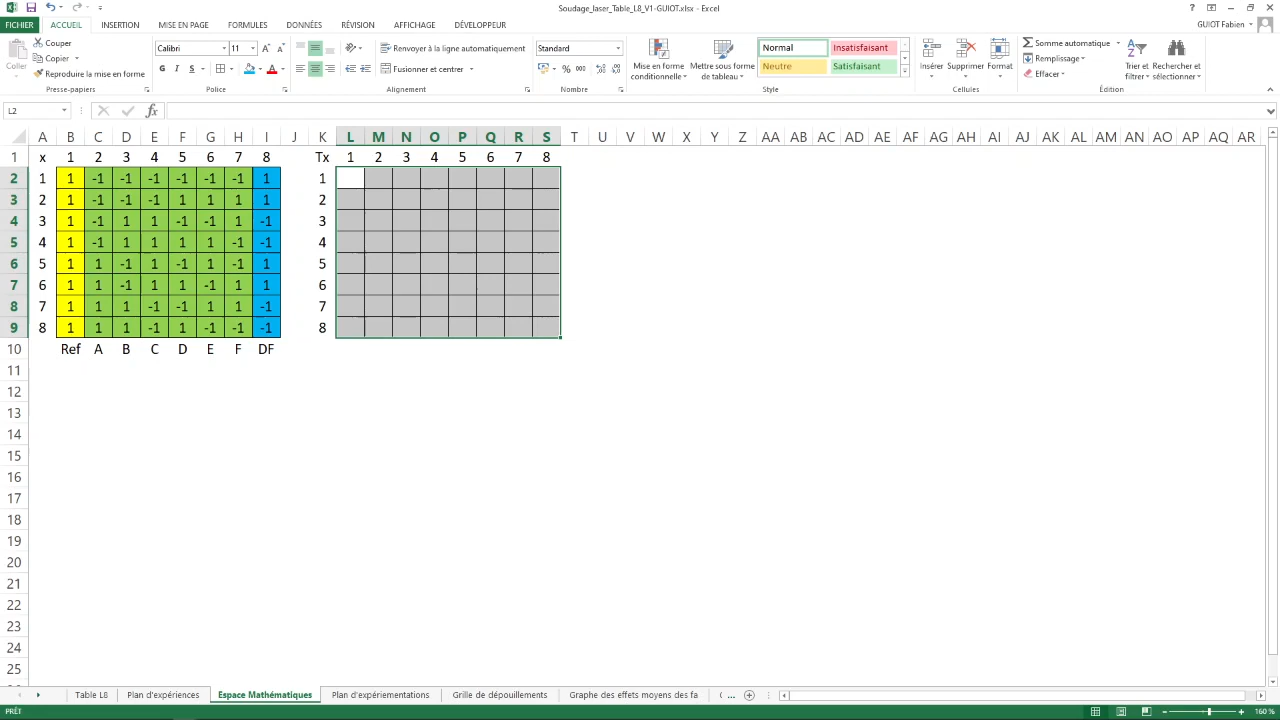 Soudage_laser_Table_L8_V1-GUIOT.xlsx - Excel
FICHIER ACCUEIL INSERTION MISE EN PAGE FORMULES DONNÉES RÉVISION AFFICHAGE DÉVELOPPEUR GUIOT Fabien
Coller
Couper
Copier
Reproduire la mise en forme
Presse-papiers
Calibri 11
G I S
Police
Renvoyer à la ligne automatiquement
Fusionner et centrer
Alignement
Standard
% 000
Nombre
Mise en forme conditionnelle
Mettre sous forme de tableau
Normal Insatisfaisant
Neutre Satisfaisant
Style
Insérer Supprimer Format
Cellules
Somme automatique
Remplissage
Effacer
Trier et filtrer
Rechercher et sélectionner
Édition
L2 fx
A B C D E F G H I J K L M N O P Q R S T U V W X Y Z AA AB AC AD AE AF AG AH AI AJ AK AL AM AN AO AP AQ AR
1 x 1 2 3 4 5 6 7 8 Tx 1 2 3 4 5 6 7 8
2 1 1 -1 -1 -1 -1 -1 -1 1 1
3 2 1 -1 -1 -1 1 1 1 1 2
4 3 1 -1 1 1 -1 -1 1 -1 3
5 4 1 -1 1 1 1 1 -1 -1 4
6 5 1 1 -1 1 -1 1 -1 1 5
7 6 1 1 -1 1 1 -1 1 1 6
8 7 1 1 1 -1 -1 1 1 -1 7
9 8 1 1 1 -1 1 -1 -1 -1 8
10 Ref A B C D E F DF
11
12
13
14
15
16
17
18
19
20
21
22
23
24
25
Table L8 Plan d'expériences Espace Mathématiques Plan d'expériementations Grille de dépouillements Graphe des effets moyens des fa ...
PRÊT 160 %